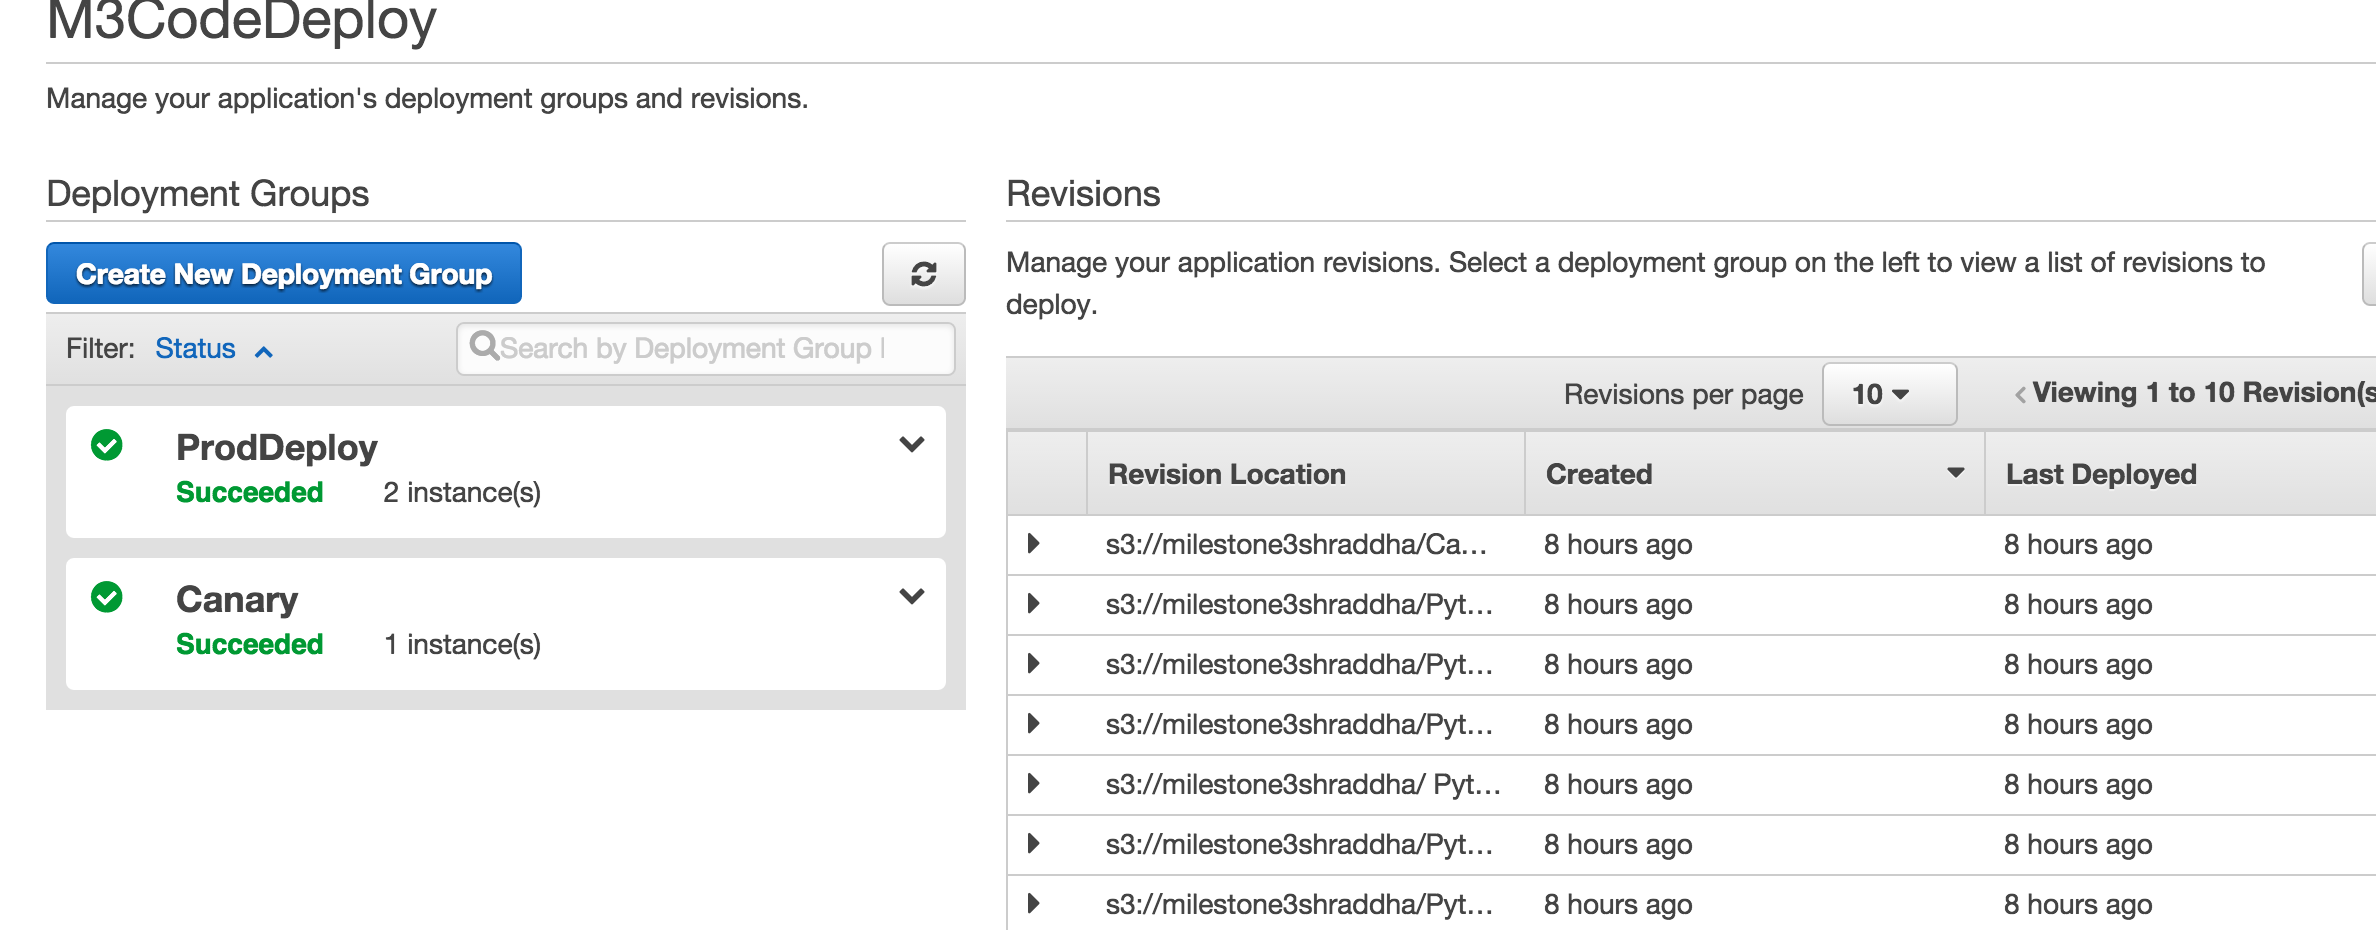 M3CodeDeploy
Manage your application's deployment groups and revisions.
Deployment Groups
Create New Deployment Group
Filter: Status
Search by Deployment Group
ProdDeploy
Succeeded 2 instance(s)
Canary
Succeeded 1 instance(s)
Revisions
Manage your application revisions. Select a deployment group on the left to view a list of revisions to
deploy.
Revisions per page 10 Viewing 1 to 10 Revision(s
Revision Location Created Last Deployed
s3://milestone3shraddha/Ca... 8 hours ago 8 hours ago
s3://milestone3shraddha/Pyt... 8 hours ago 8 hours ago
s3://milestone3shraddha/Pyt... 8 hours ago 8 hours ago
s3://milestone3shraddha/Pyt... 8 hours ago 8 hours ago
s3://milestone3shraddha/ Pyt... 8 hours ago 8 hours ago
s3://milestone3shraddha/Pyt... 8 hours ago 8 hours ago
s3://milestone3shraddha/Pyt... 8 hours ago 8 hours ago